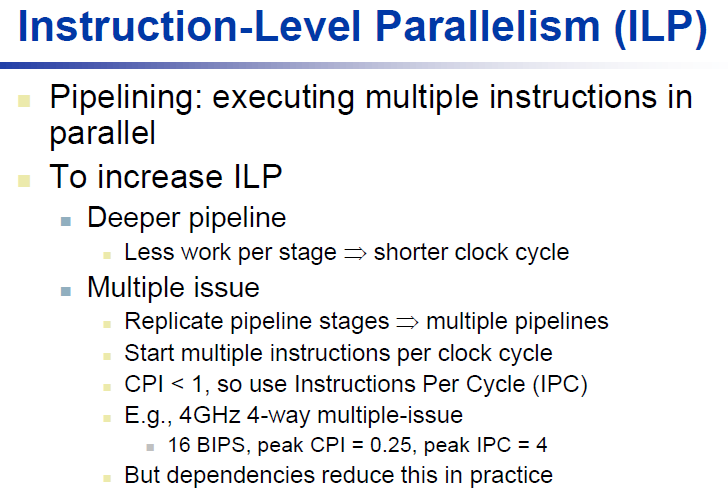 Instruction-Level Parallelism (ILP)
Pipelining: executing multiple instructions in
parallel
To increase ILP
Deeper pipeline
Less work per stage ⇒ shorter clock cycle
Multiple issue
Replicate pipeline stages ⇒ multiple pipelines
Start multiple instructions per clock cycle
CPI < 1, so use Instructions Per Cycle (IPC)
E.g., 4GHz 4-way multiple-issue
16 BIPS, peak CPI = 0.25, peak IPC = 4
But dependencies reduce this in practice